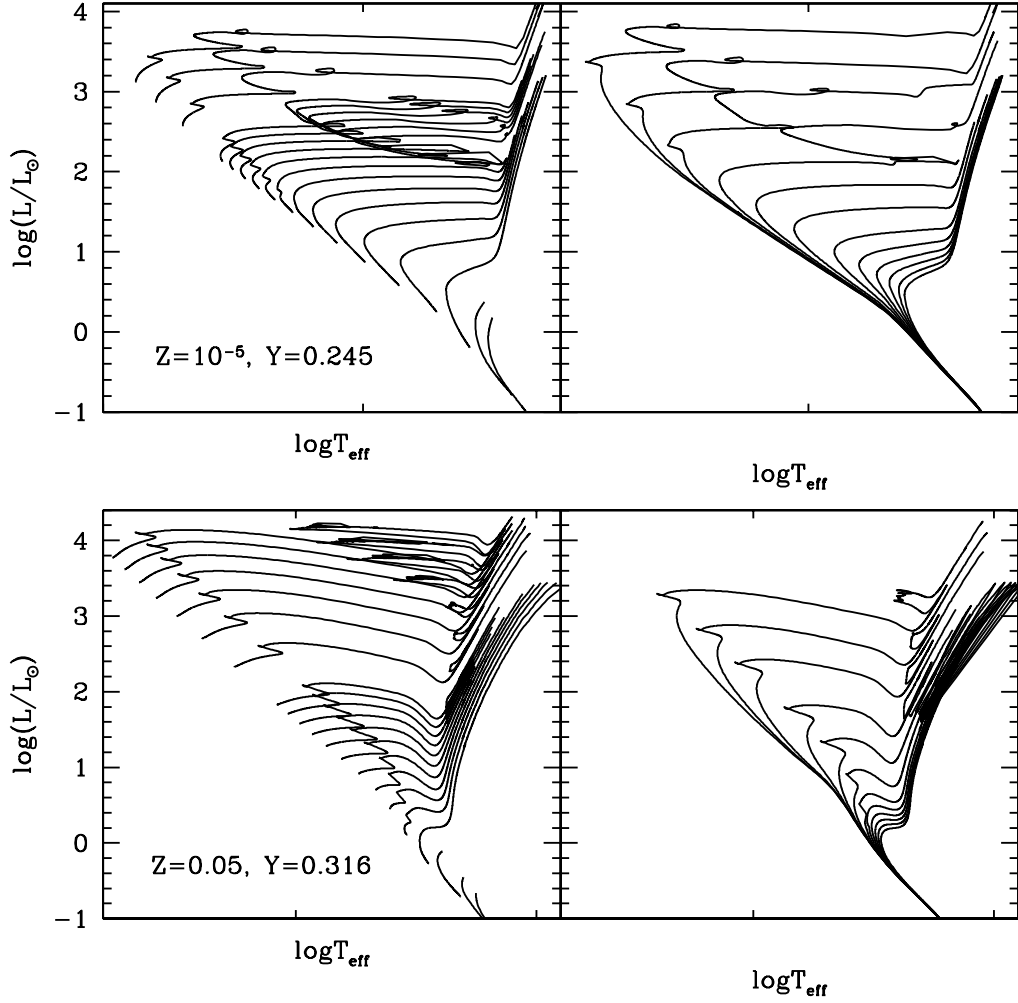 4
3
2
1
0
−1
log(L/L⊙)
Z=10⁻⁵, Y=0.245
logTeff
logTeff
4
3
2
1
0
−1
log(L/L⊙)
Z=0.05, Y=0.316
logTeff
logTeff